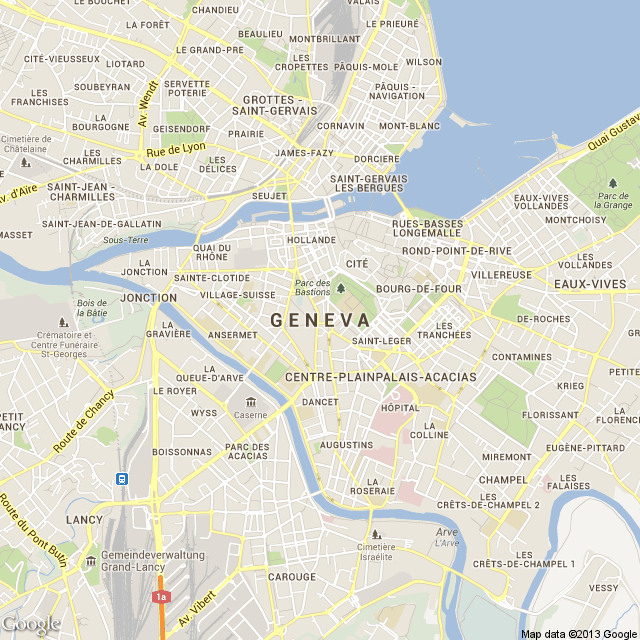 LE BOUCHET
CHANDIEU
VALAIS
LA FORÊT
LE PRIEURÉ
BEAULIEU
MONTBRILLANT
CITÉ-VIEUSSEUX
LE GRAND-PRE
LIOTARD
LES
CROPETTES
PÂQUIS-MOLE
WILSON
SOUBEYRAN
SERVETTE
POTERIE
LES
FRANCHISES
PÂQUIS -
NAVIGATION
Av. Wendt
GROTTES -
SAINT-GERVAIS
LA
BOURGOGNE
GEISENDORF
PRAIRIE
CORNAVIN
MONT-BLANC
Cimetière de
Châtelaine
Rue de Lyon
JAMES-FAZY
DORCIERE
Quai Gustav
LES
CHARMILLES
LA DOLE
LES
DÉLICES
SAINT-GERVAIS
LES BERGUES
Av. d'Aïre
SAINT-JEAN -
CHARMILLES
SEUJET
Parc de
la Grange
EAUX-VIVES
VOLLANDES
MONTCHOISY
SAINT-JEAN-DE-GALLATIN
RUES-BASSES
LONGEMALLE
MASSET
Sous-Terre
HOLLANDE
ROND-POINT-DE-RIVE
QUAI DU
RHÔNE
LA
JONCTION
CITÉ
LES
VOLLANDES
VILLEREUSE
SAINTE-CLOTIDE
Parc des
Bastions
BOURG-DE-FOUR
EAUX-VIVES
JONCTION
VILLAGE-SUISSE
Bois de
la Bâtie
GENEVA
DE-ROCHES
LA
GRAVIÈRE
ANSERMET
LES
TRANCHÉES
Crématoire et
Centre Funéraire
St-Georges
SAINT-LEGER
CONTAMINES
LA
QUEUE-D'ARVE
CENTRE-PLAINPALAIS-ACACIAS
PETITE
KRIEG
LE ROYER
Caserne
DANCET
HÔPITAL
WYSS
PETIT
LANCY
Route de Chancy
LA
COLLINE
FLORISSANT
LA
FLORENCE
BOISSONNAS
PARC DES
ACACIAS
AUGUSTINS
EUGÈNE-PITTARD
MIREMONT
CHAMPEL
LA
ROSERAIE
LES
FALAISES
LES
CRÊTS-DE-CHAMPEL 2
Route du Pont Butin
LANCY
Arve
L'Arve
Cimetière
Israélite
Gemeindeverwaltung
Grand-Lancy
LES
CRÊTS-DE-CHAMPEL 1
CAROUGE
VESSY
1a
Av. Vibert
Google
Map data ©2013 Google